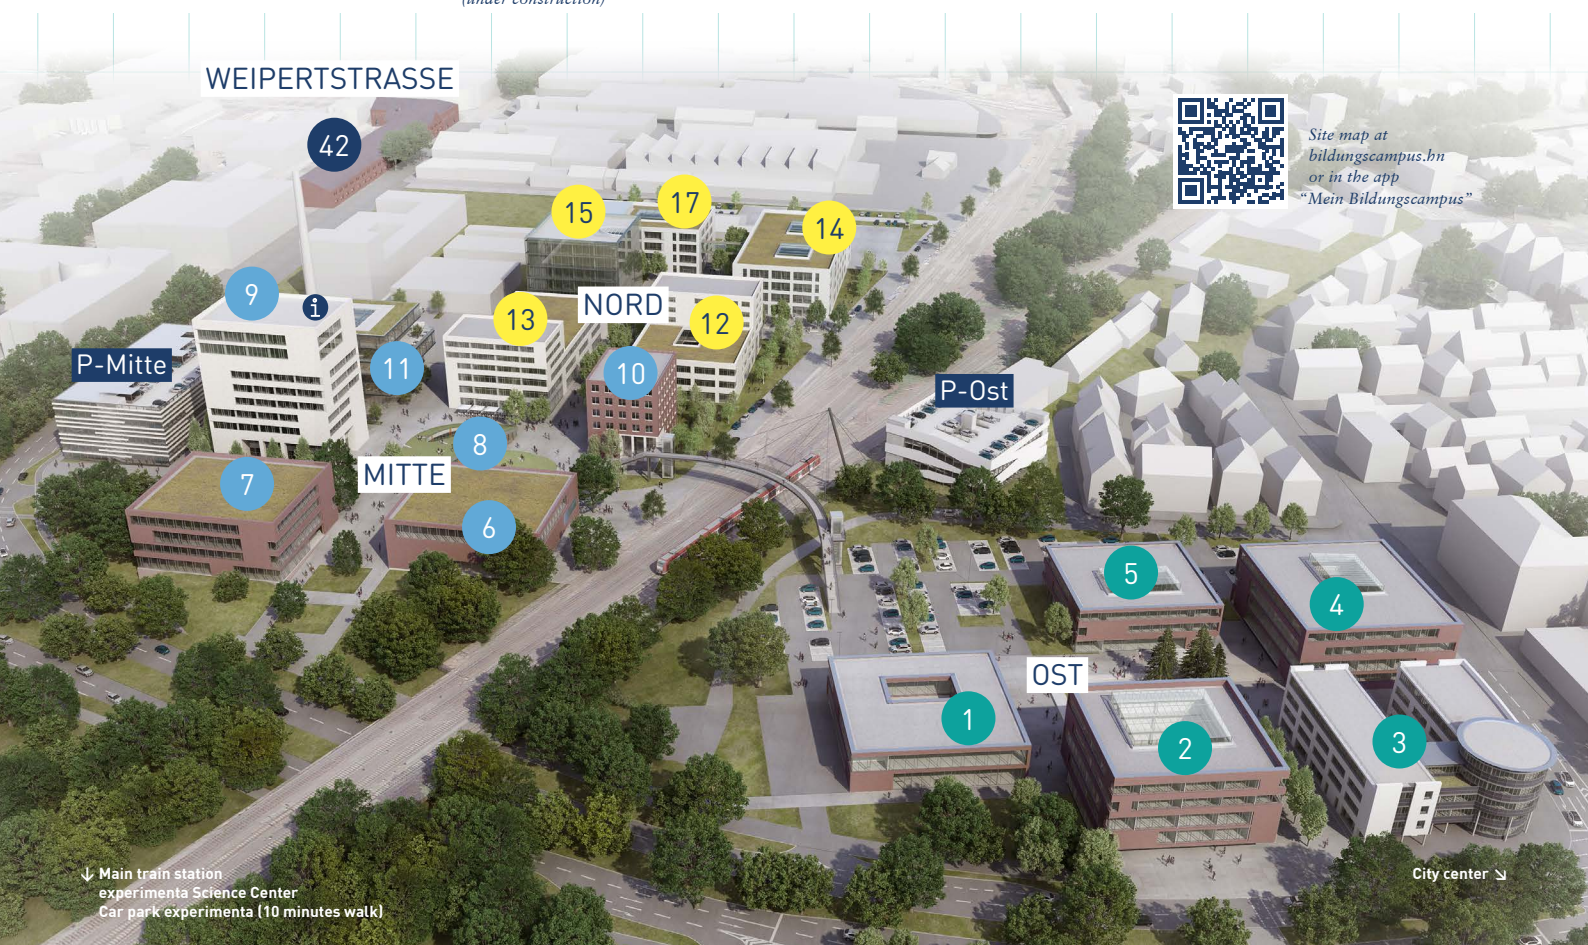 (under construction)
WEIPERTSTRASSE
42
Site map at
bildungscampus.hn
or in the app
“Mein Bildungscampus”
17
15
14
9
i
NORD
13
12
P-Mitte
11
10
P-Ost
8
MITTE
7
6
5
4
OST
1
3
2
↓ Main train station
experimenta Science Center
Car park experimenta (10 minutes walk)
City center ↘